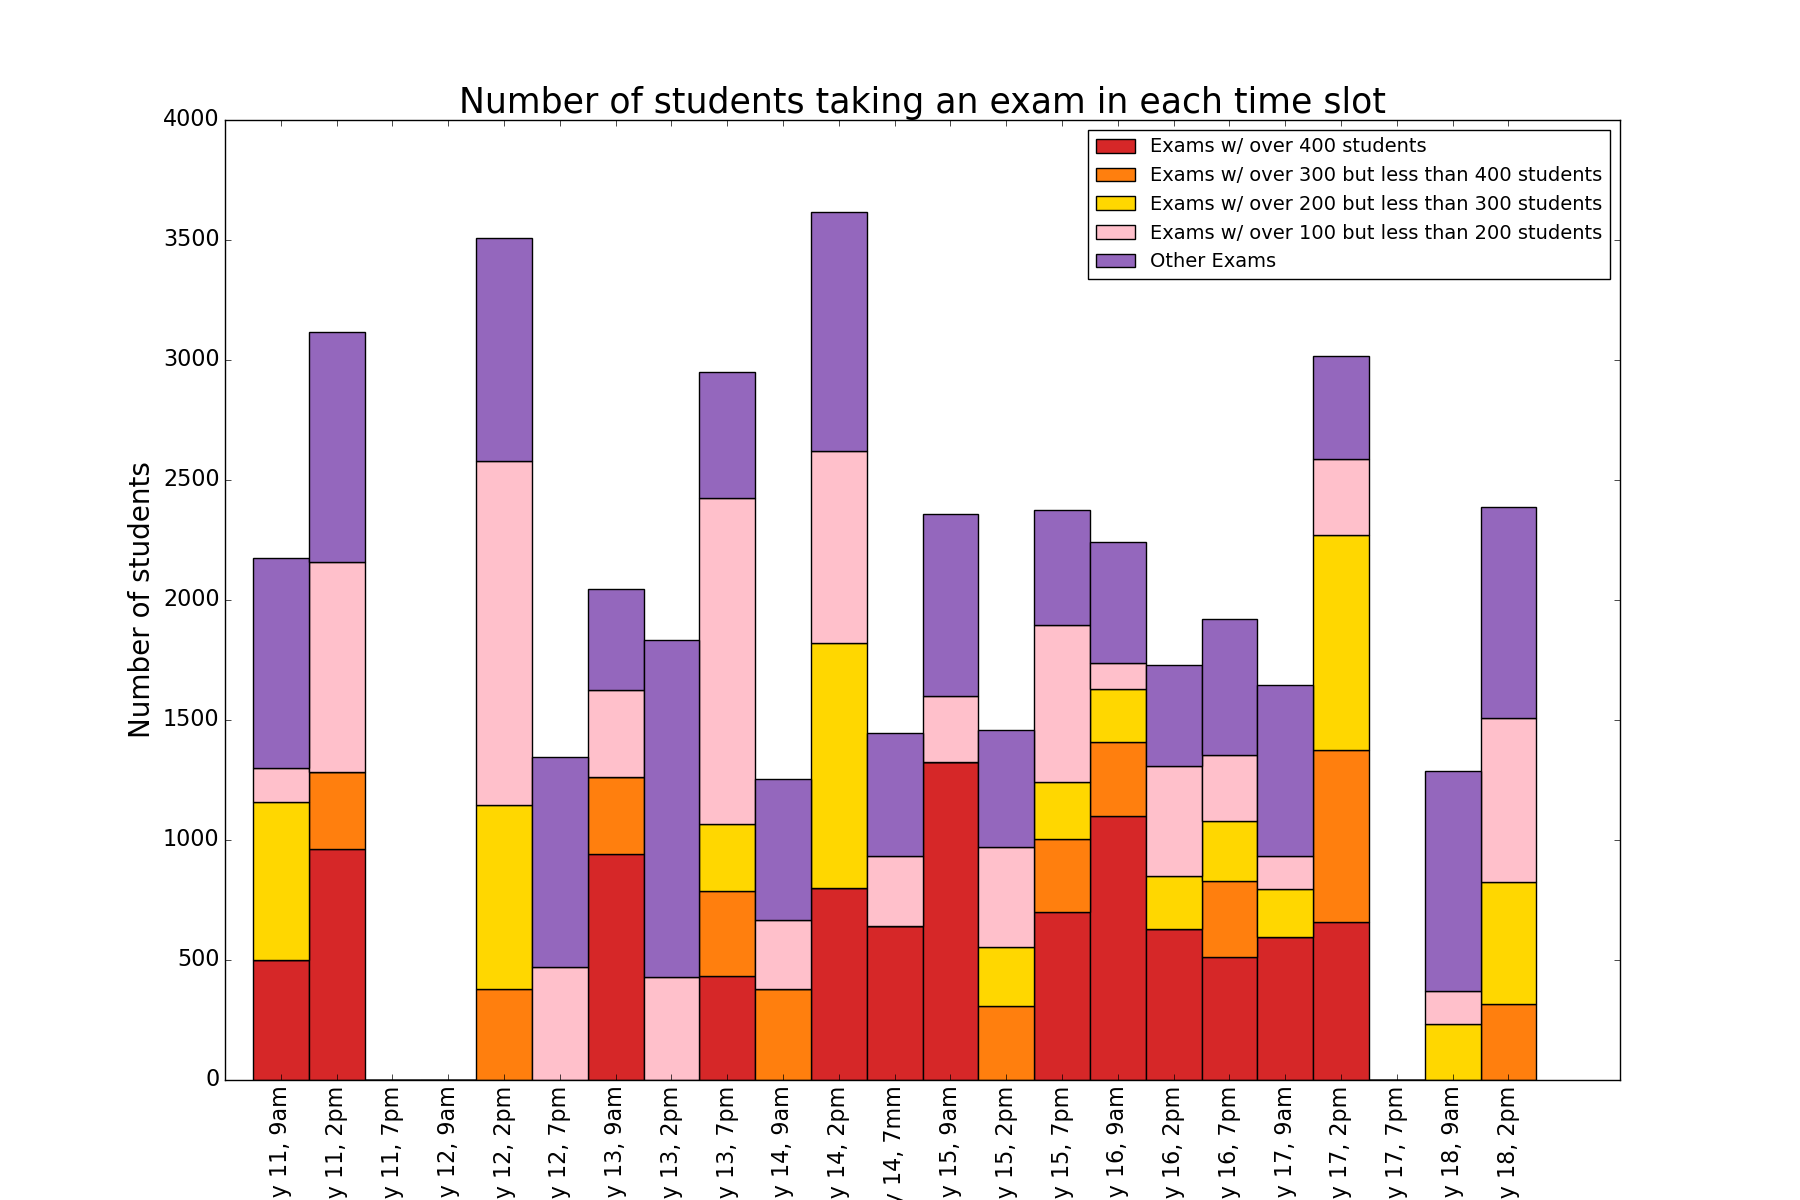 Number of students taking an exam in each time slot
4000
3500
3000
2500
2000
1500
1000
500
0
Number of students
Exams w/ over 400 students
Exams w/ over 300 but less than 400 students
Exams w/ over 200 but less than 300 students
Exams w/ over 100 but less than 200 students
Other Exams
y 11, 9am
y 11, 2pm
y 11, 7pm
y 12, 9am
y 12, 2pm
y 12, 7pm
y 13, 9am
y 13, 2pm
y 13, 7pm
y 14, 9am
y 14, 2pm
y 14, 7mm
y 15, 9am
y 15, 2pm
y 15, 7pm
y 16, 9am
y 16, 2pm
y 16, 7pm
y 17, 9am
y 17, 2pm
y 17, 7pm
y 18, 9am
y 18, 2pm